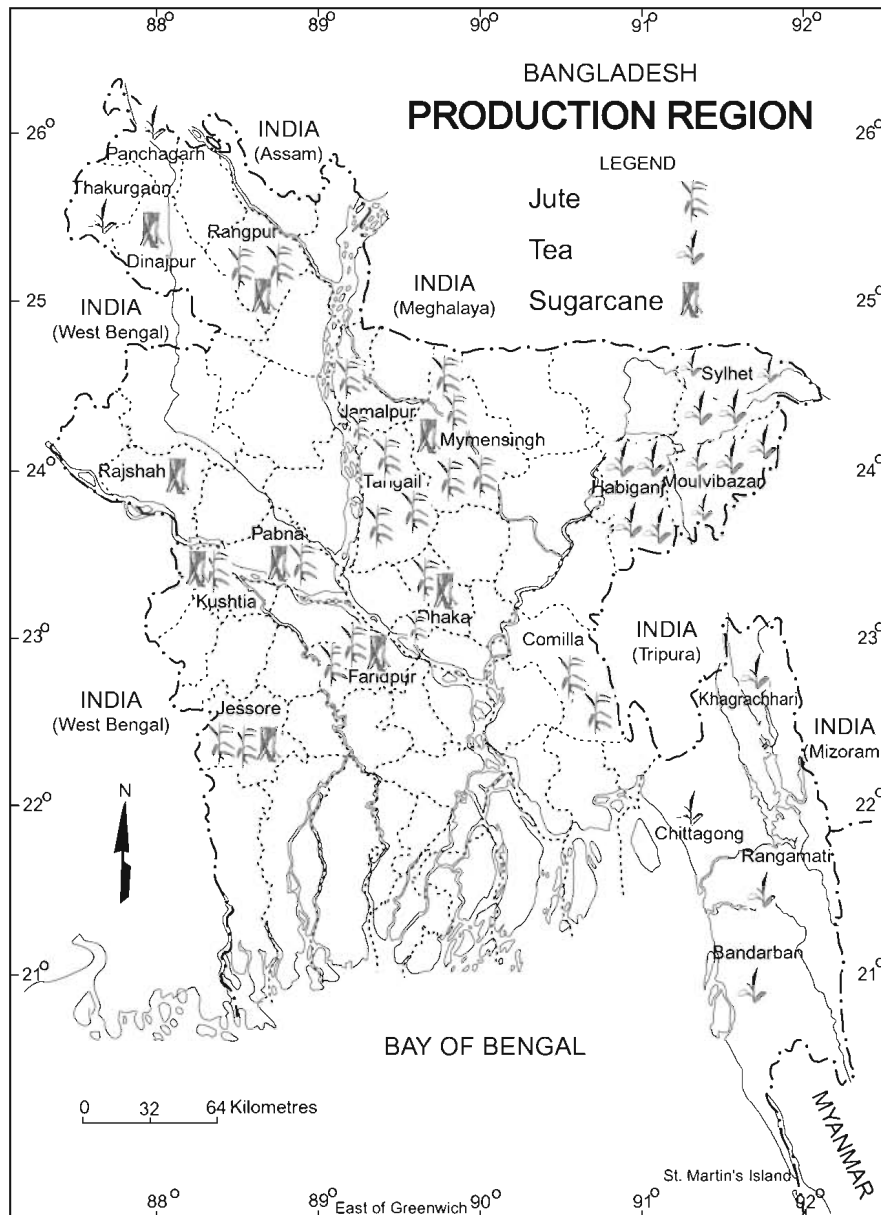 88° 89° 90° 91° 92°
BANGLADESH
PRODUCTION REGION
26° 26°
INDIA
(Assam)
LEGEND
Jute
Tea
Sugarcane
Panchagarh
Thakurgaon
Rangpur
Dinajpur
25° 25°
INDIA
(West Bengal)
INDIA
(Meghalaya)
Sylhet
Jamalpur
Mymensingh
24° 24°
Rajshah
Tangail
Habiganj
Moulvibazar
Pabna
Kushtia
Dhaka
23° 23°
Comilla
INDIA
(Tripura)
Faridpur
INDIA
(West Bengal)
Jessore
Khagrachhari
INDIA
(Mizoram)
N
22° 22°
Chittagong
Rangamati
21° 21°
Bandarban
BAY OF BENGAL
0 32 64 Kilometres
MYANMAR
St. Martin's Island
88° 89° 90° 91° 92°
East of Greenwich